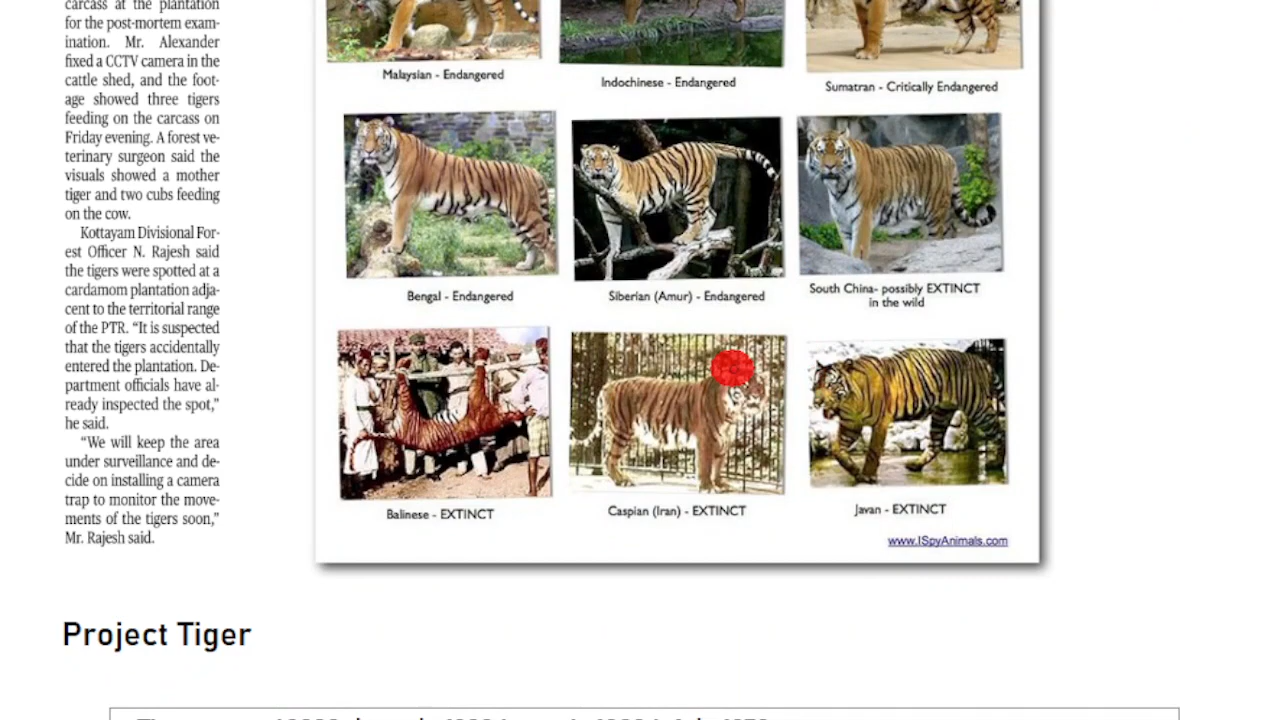 carcass at the plantation
for the post-mortem exam-
ination. Mr. Alexander
fixed a CCTV camera in the
cattle shed, and the foot-
age showed three tigers
feeding on the carcass on
Friday evening. A forest ve-
terinary surgeon said the
visuals showed a mother
tiger and two cubs feeding
on the cow.
Kottayam Divisional For-
est Officer N. Rajesh said
the tigers were spotted at a
cardamom plantation adja-
cent to the territorial range
of the PTR. “It is suspected
that the tigers accidentally
entered the plantation. De-
partment officials have al-
ready inspected the spot,”
he said.
“We will keep the area
under surveillance and de-
cide on installing a camera
trap to monitor the move-
ments of the tigers soon,”
Mr. Rajesh said.
Malaysian - Endangered
Indochinese - Endangered
Sumatran - Critically Endangered
Bengal - Endangered
Siberian (Amur) - Endangered
South China- possibly EXTINCT
in the wild
Balinese - EXTINCT
Caspian (Iran) - EXTINCT
Javan - EXTINCT
www.ISpyAnimals.com
Project Tiger